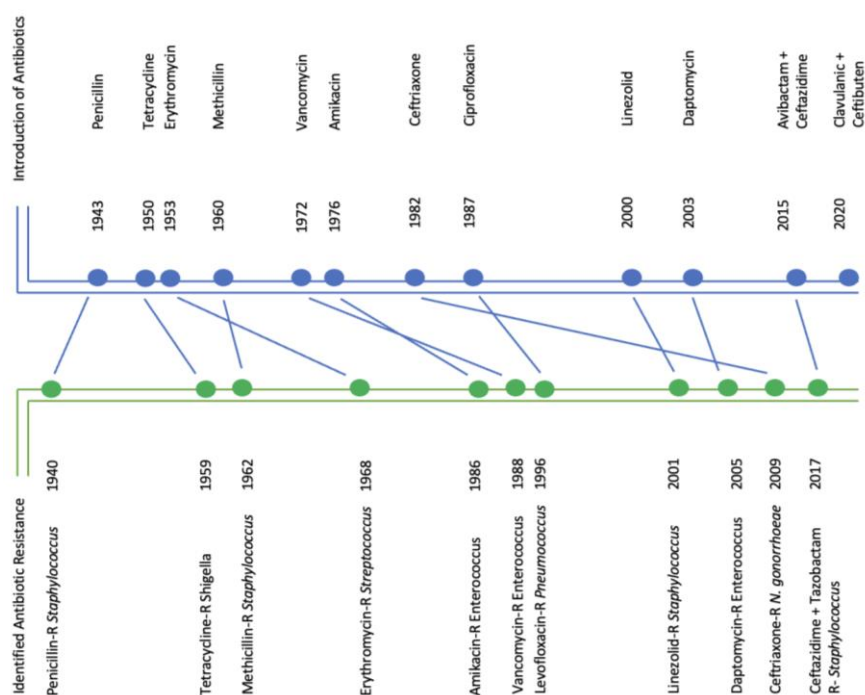 Introduction of Antibiotics
Penicillin
Tetracycline
Erythromycin
Methicillin
Vancomycin
Amikacin
Ceftriaxone
Ciprofloxacin
Linezolid
Daptomycin
Avibactam +
Ceftazidime
Clavulanic +
Ceftibuten
1943
1950
1953
1960
1972
1976
1982
1987
2000
2003
2015
2020
1940
1959
1962
1968
1986
1988
1996
2001
2005
2009
2017
Identified Antibiotic Resistance
Penicillin-R Staphylococcus
Tetracycline-R Shigella
Methicillin-R Staphylococcus
Erythromycin-R Streptococcus
Amikacin-R Enterococcus
Vancomycin-R Enterococcus
Levofloxacin-R Pneumococcus
Linezolid-R Staphylococcus
Daptomycin-R Enterococcus
Ceftriaxone-R N. gonorrhoeae
Ceftazidime + Tazobactam
R- Staphylococcus